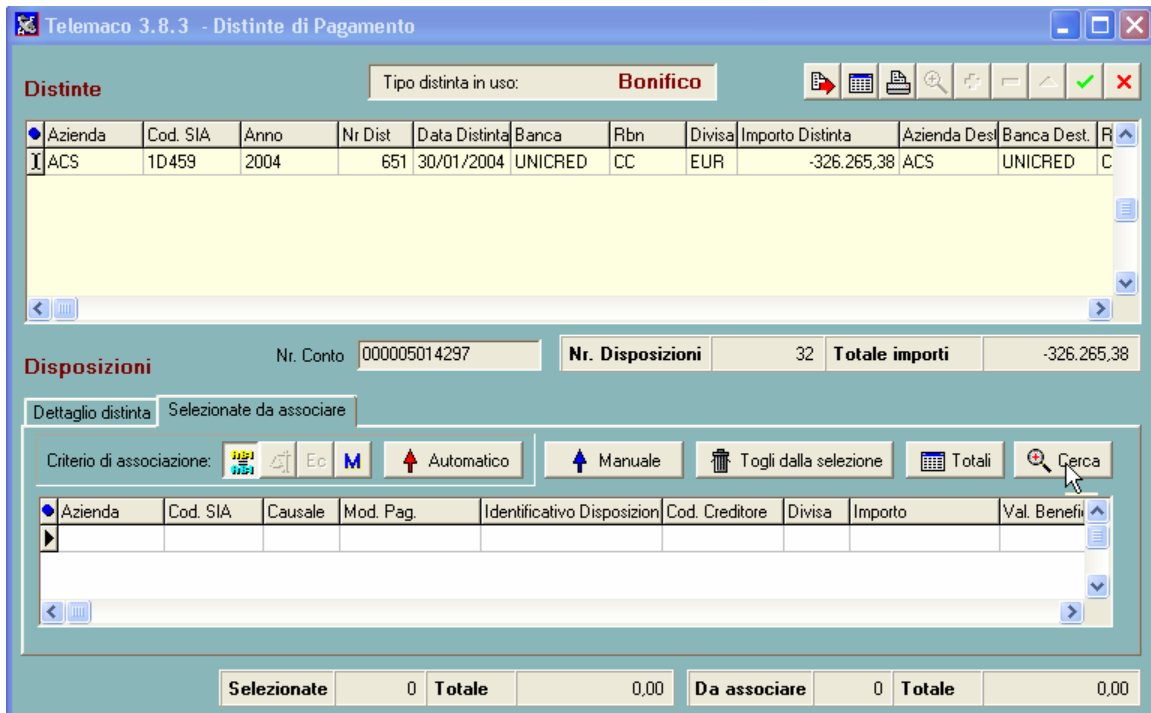 Telemaco 3.8.3 - Distinte di Pagamento
Distinte Tipo distinta in uso: Bonifico
Azienda Cod. SIA Anno Nr Dist Data Distinta Banca Rbn Divisa Importo Distinta Azienda Dest Banca Dest. R
ACS 1D459 2004 651 30/01/2004 UNICRED CC EUR -326.265,38 ACS UNICRED C
Disposizioni Nr. Conto 000005014297 Nr. Disposizioni 32 Totale importi -326.265,38
Dettaglio distinta Selezionate da associare
Criterio di associazione: Ec M Automatico Manuale Togli dalla selezione Totali Cerca
Azienda Cod. SIA Causale Mod. Pag. Identificativo Disposizion Cod. Creditore Divisa Importo Val. Benefi
Selezionate 0 Totale 0,00 Da associare 0 Totale 0,00